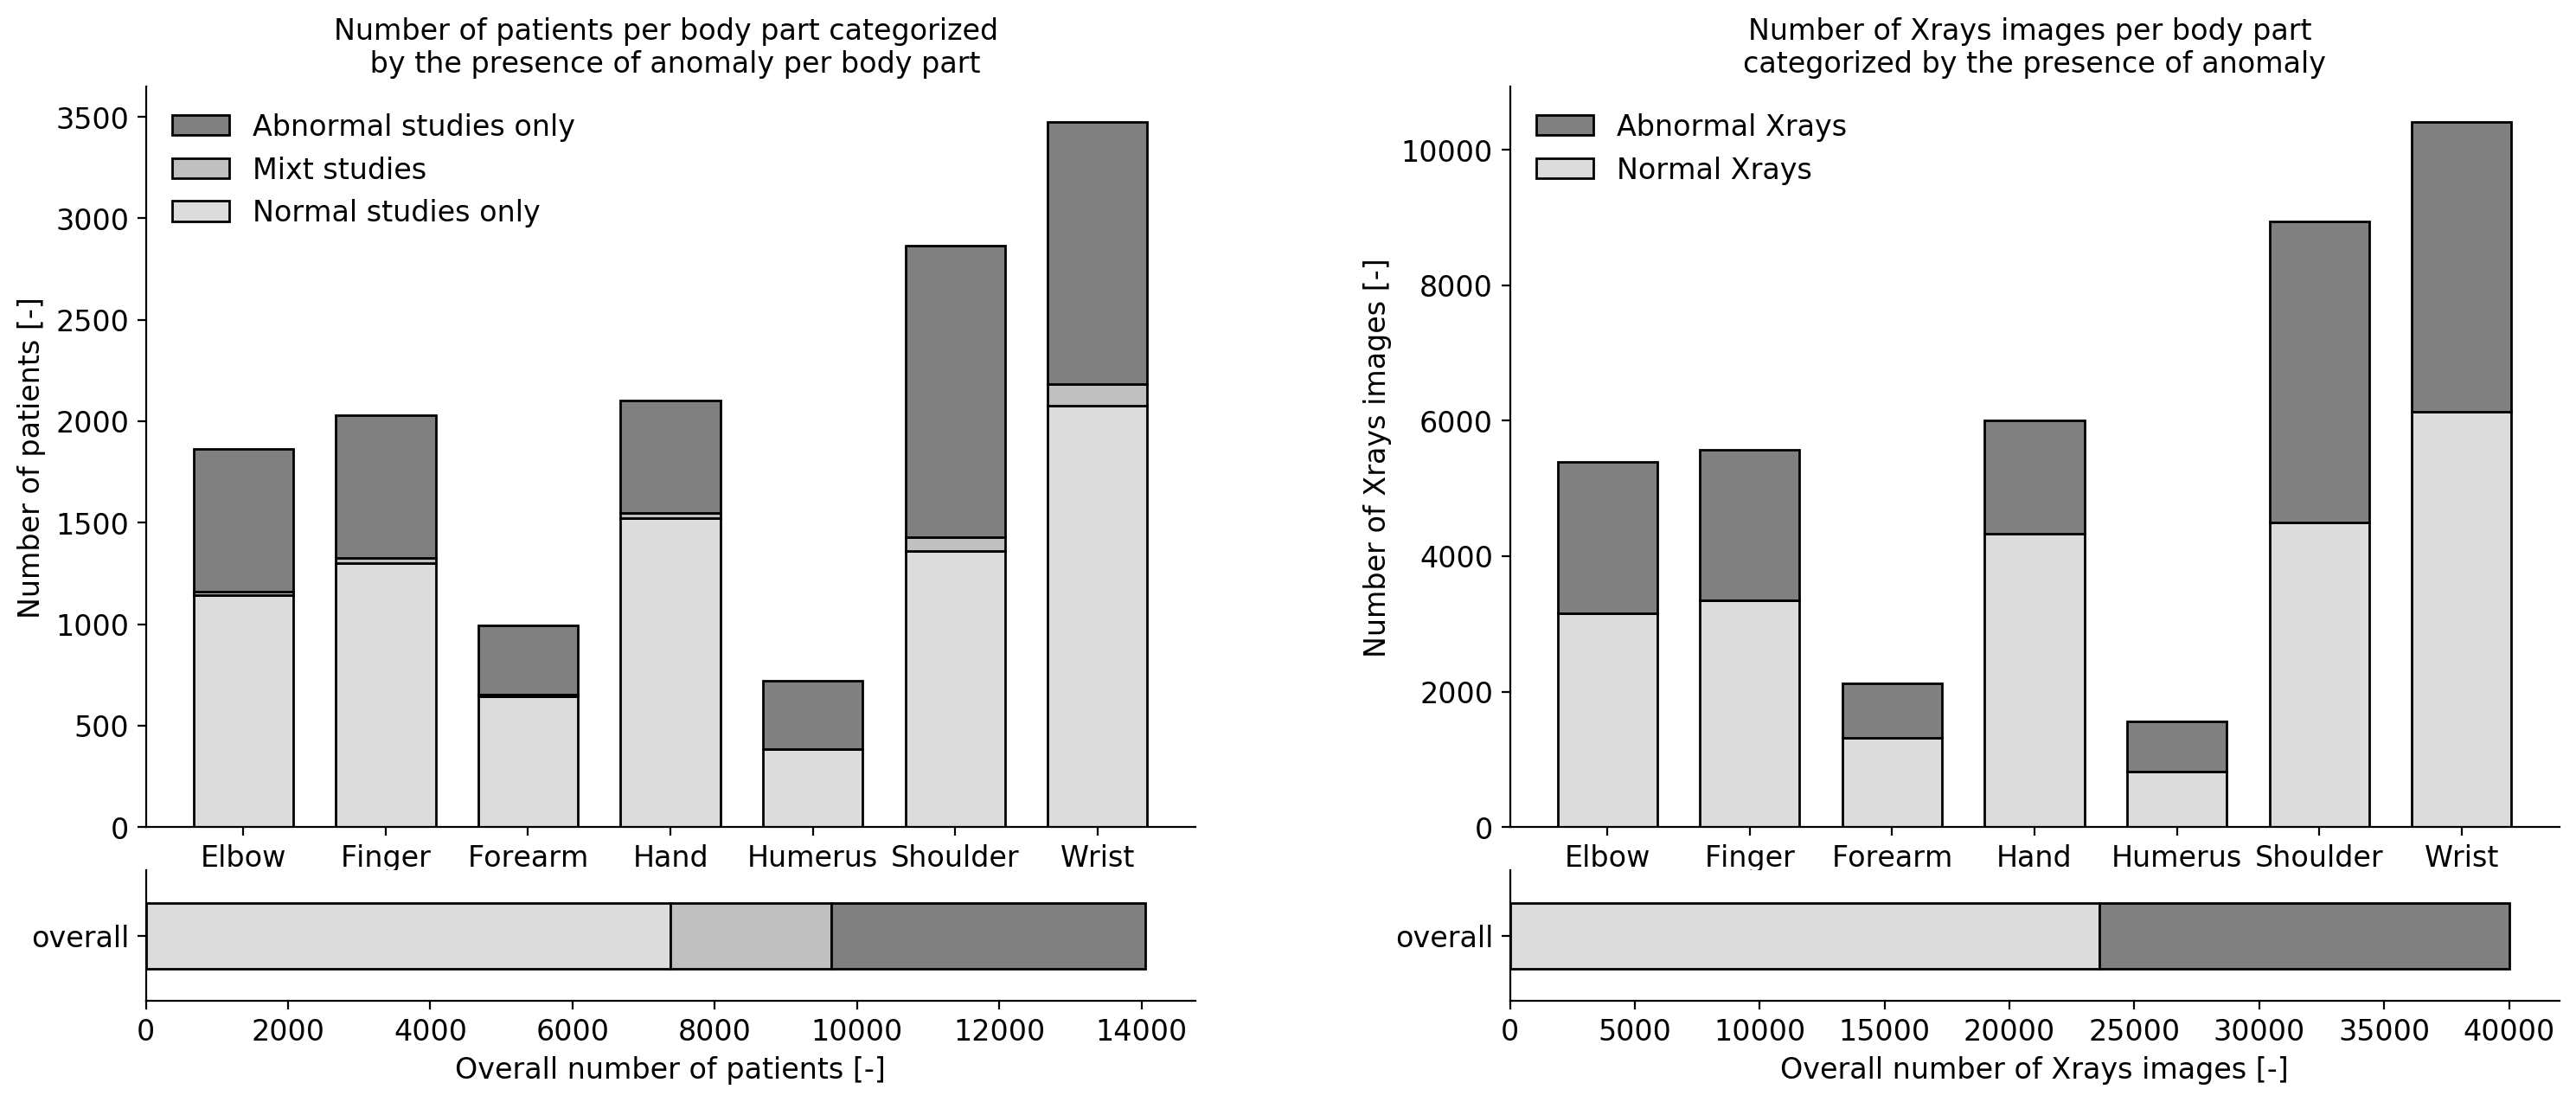 Number of patients per body part categorized
by the presence of anomaly per body part
3500
3000
2500
2000
1500
1000
500
0
Number of patients [-]
Abnormal studies only
Mixt studies
Normal studies only
Elbow Finger Forearm Hand Humerus Shoulder Wrist
overall
0 2000 4000 6000 8000 10000 12000 14000
Overall number of patients [-]
Number of Xrays images per body part
categorized by the presence of anomaly
10000
8000
6000
4000
2000
0
Number of Xrays images [-]
Abnormal Xrays
Normal Xrays
Elbow Finger Forearm Hand Humerus Shoulder Wrist
overall
0 5000 10000 15000 20000 25000 30000 35000 40000
Overall number of Xrays images [-]